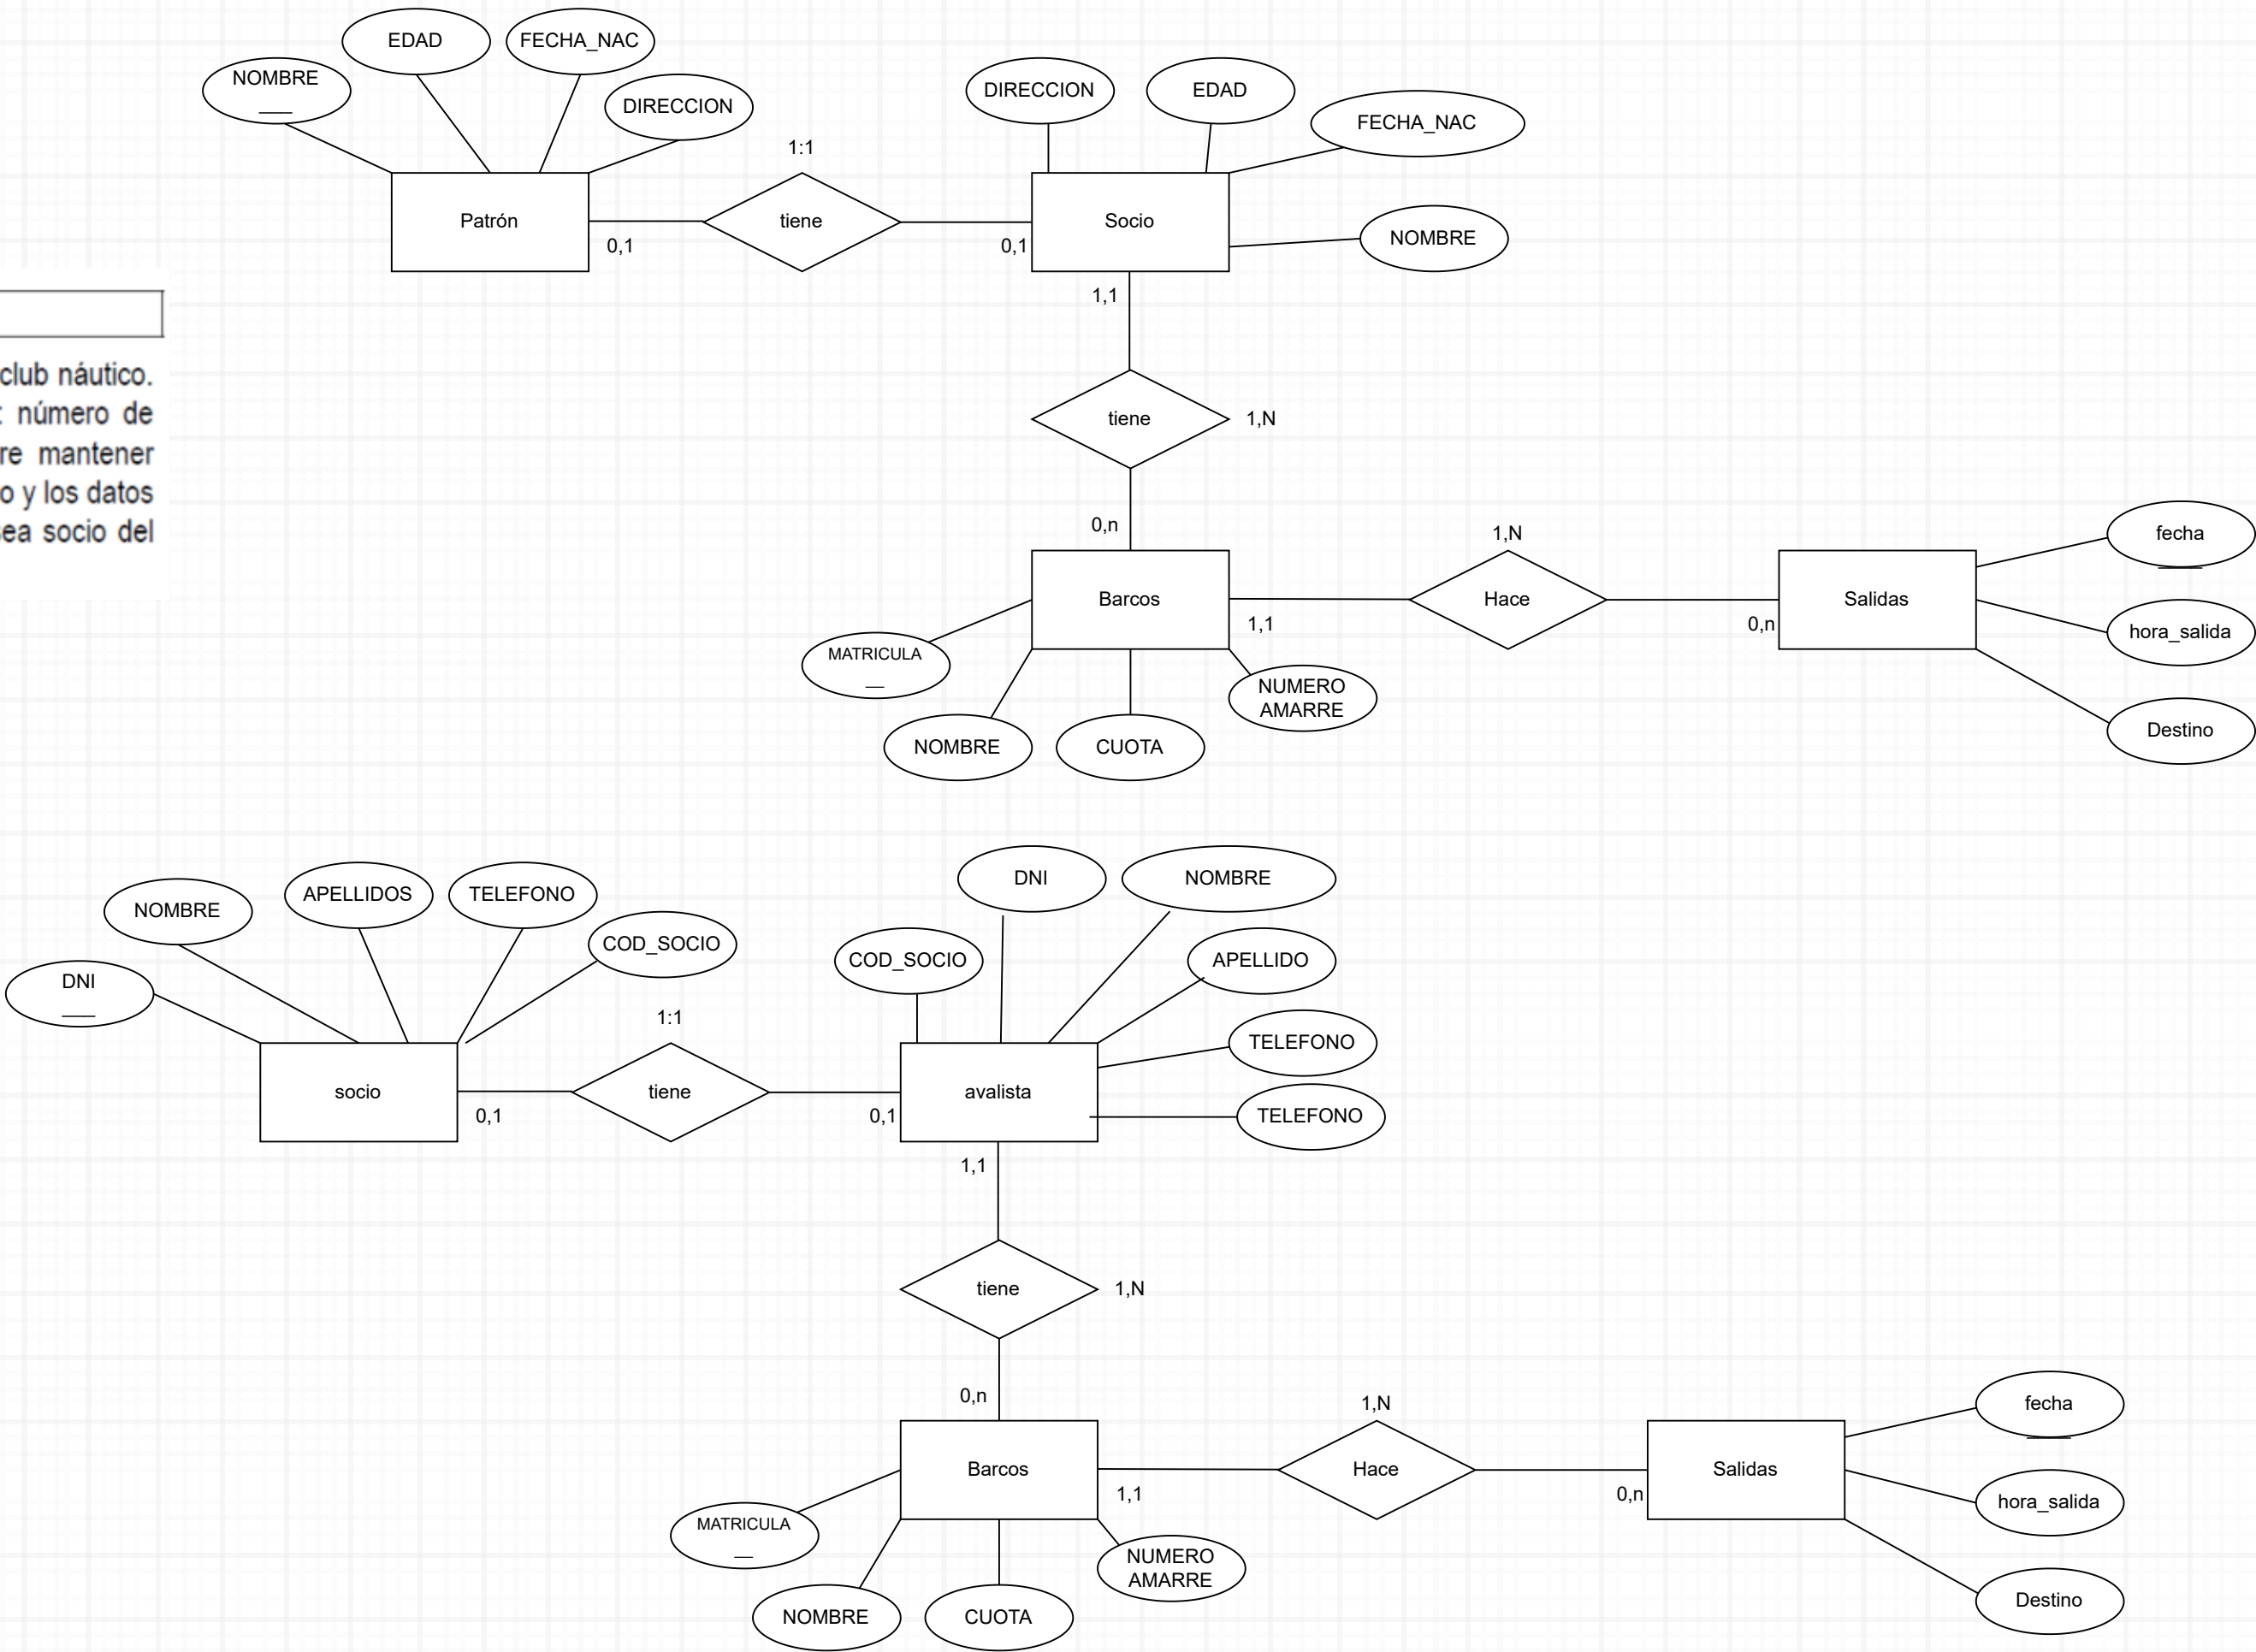 EDAD
FECHA_NAC
NOMBRE
DIRECCION
DIRECCION
EDAD
FECHA_NAC
NOMBRE
1:1
Patrón
tiene
Socio
0,1
0,1
1,1
club náutico.
: número de
re mantener
o y los datos
sea socio del
tiene
1,N
0,n
Barcos
1,N
Hace
Salidas
1,1
0,n
fecha
hora_salida
Destino
MATRICULA
NUMERO
AMARRE
NOMBRE
CUOTA
NOMBRE
APELLIDOS
TELEFONO
COD_SOCIO
DNI
DNI
NOMBRE
COD_SOCIO
APELLIDO
TELEFONO
TELEFONO
1:1
socio
tiene
avalista
0,1
0,1
1,1
tiene
1,N
0,n
Barcos
1,N
Hace
Salidas
1,1
0,n
fecha
hora_salida
Destino
MATRICULA
NUMERO
AMARRE
NOMBRE
CUOTA